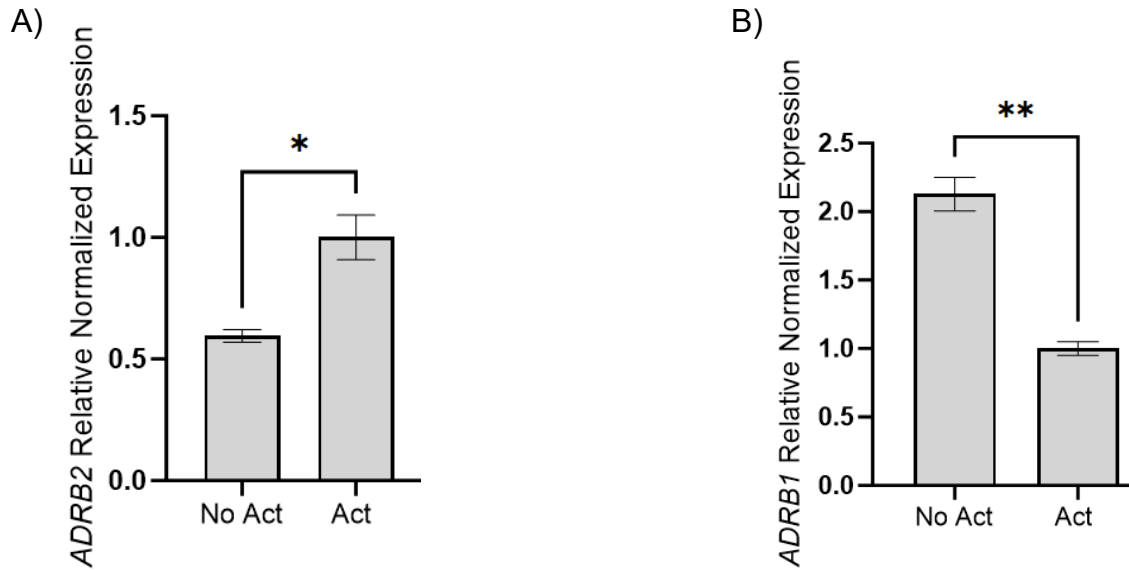 A)
ADRB2 Relative Normalized Expression
1.5
1.0
0.5
0.0
*
No Act
Act
B)
ADRB1 Relative Normalized Expression
2.5
2.0
1.5
1.0
0.5
0.0
**
No Act
Act